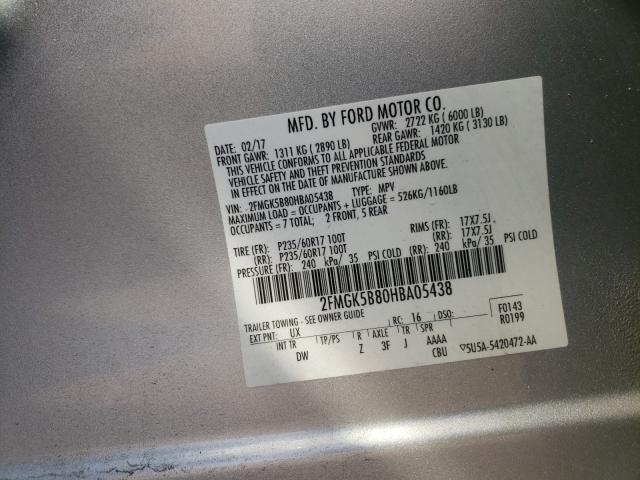 MFD. BY FORD MOTOR CO.
DATE: 02/17 GVWR: 2722 KG ( 6000 LB)
FRONT GAWR: 1311 KG ( 2890 LB) REAR GAWR: 1420 KG ( 3130 LB)
THIS VEHICLE CONFORMS TO ALL APPLICABLE FEDERAL MOTOR
VEHICLE SAFETY AND THEFT PREVENTION STANDARDS
IN EFFECT ON THE DATE OF MANUFACTURE SHOWN ABOVE.
VIN: 2FMGK5B80HBA05438 TYPE: MPV
MAXIMUM LOAD = OCCUPANTS + LUGGAGE = 526KG/1160LB
OCCUPANTS = 7 TOTAL; 2 FRONT, 5 REAR
TIRE (FR): P235/60R17 100T RIMS (FR): 17X7.5J
(RR): P235/60R17 100T (RR): 17X7.5J
PRESSURE (FR): 240 kPa/ 35 PSI COLD (RR): 240 kPa/ 35 PSI COLD
2FMGK5B80HBA05438
TRAILER TOWING - SEE OWNER GUIDE RC: 16 DSO: F0143
EXT PNT: UX R0199
INT TR TP/PS R AXLE TR SPR
DW Z 3F J AAAA
CBU 5U5A-5420472-AA